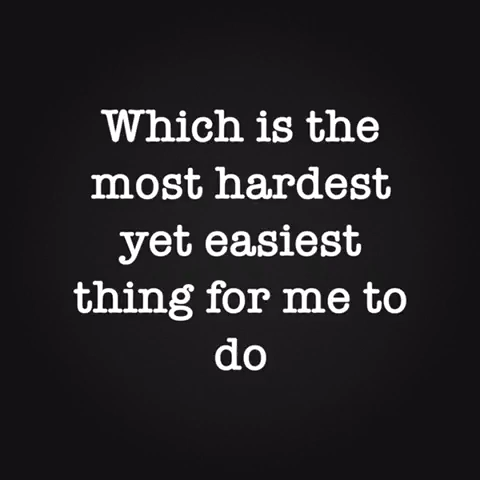 Which is the
most hardest
yet easiest
thing for me to
do